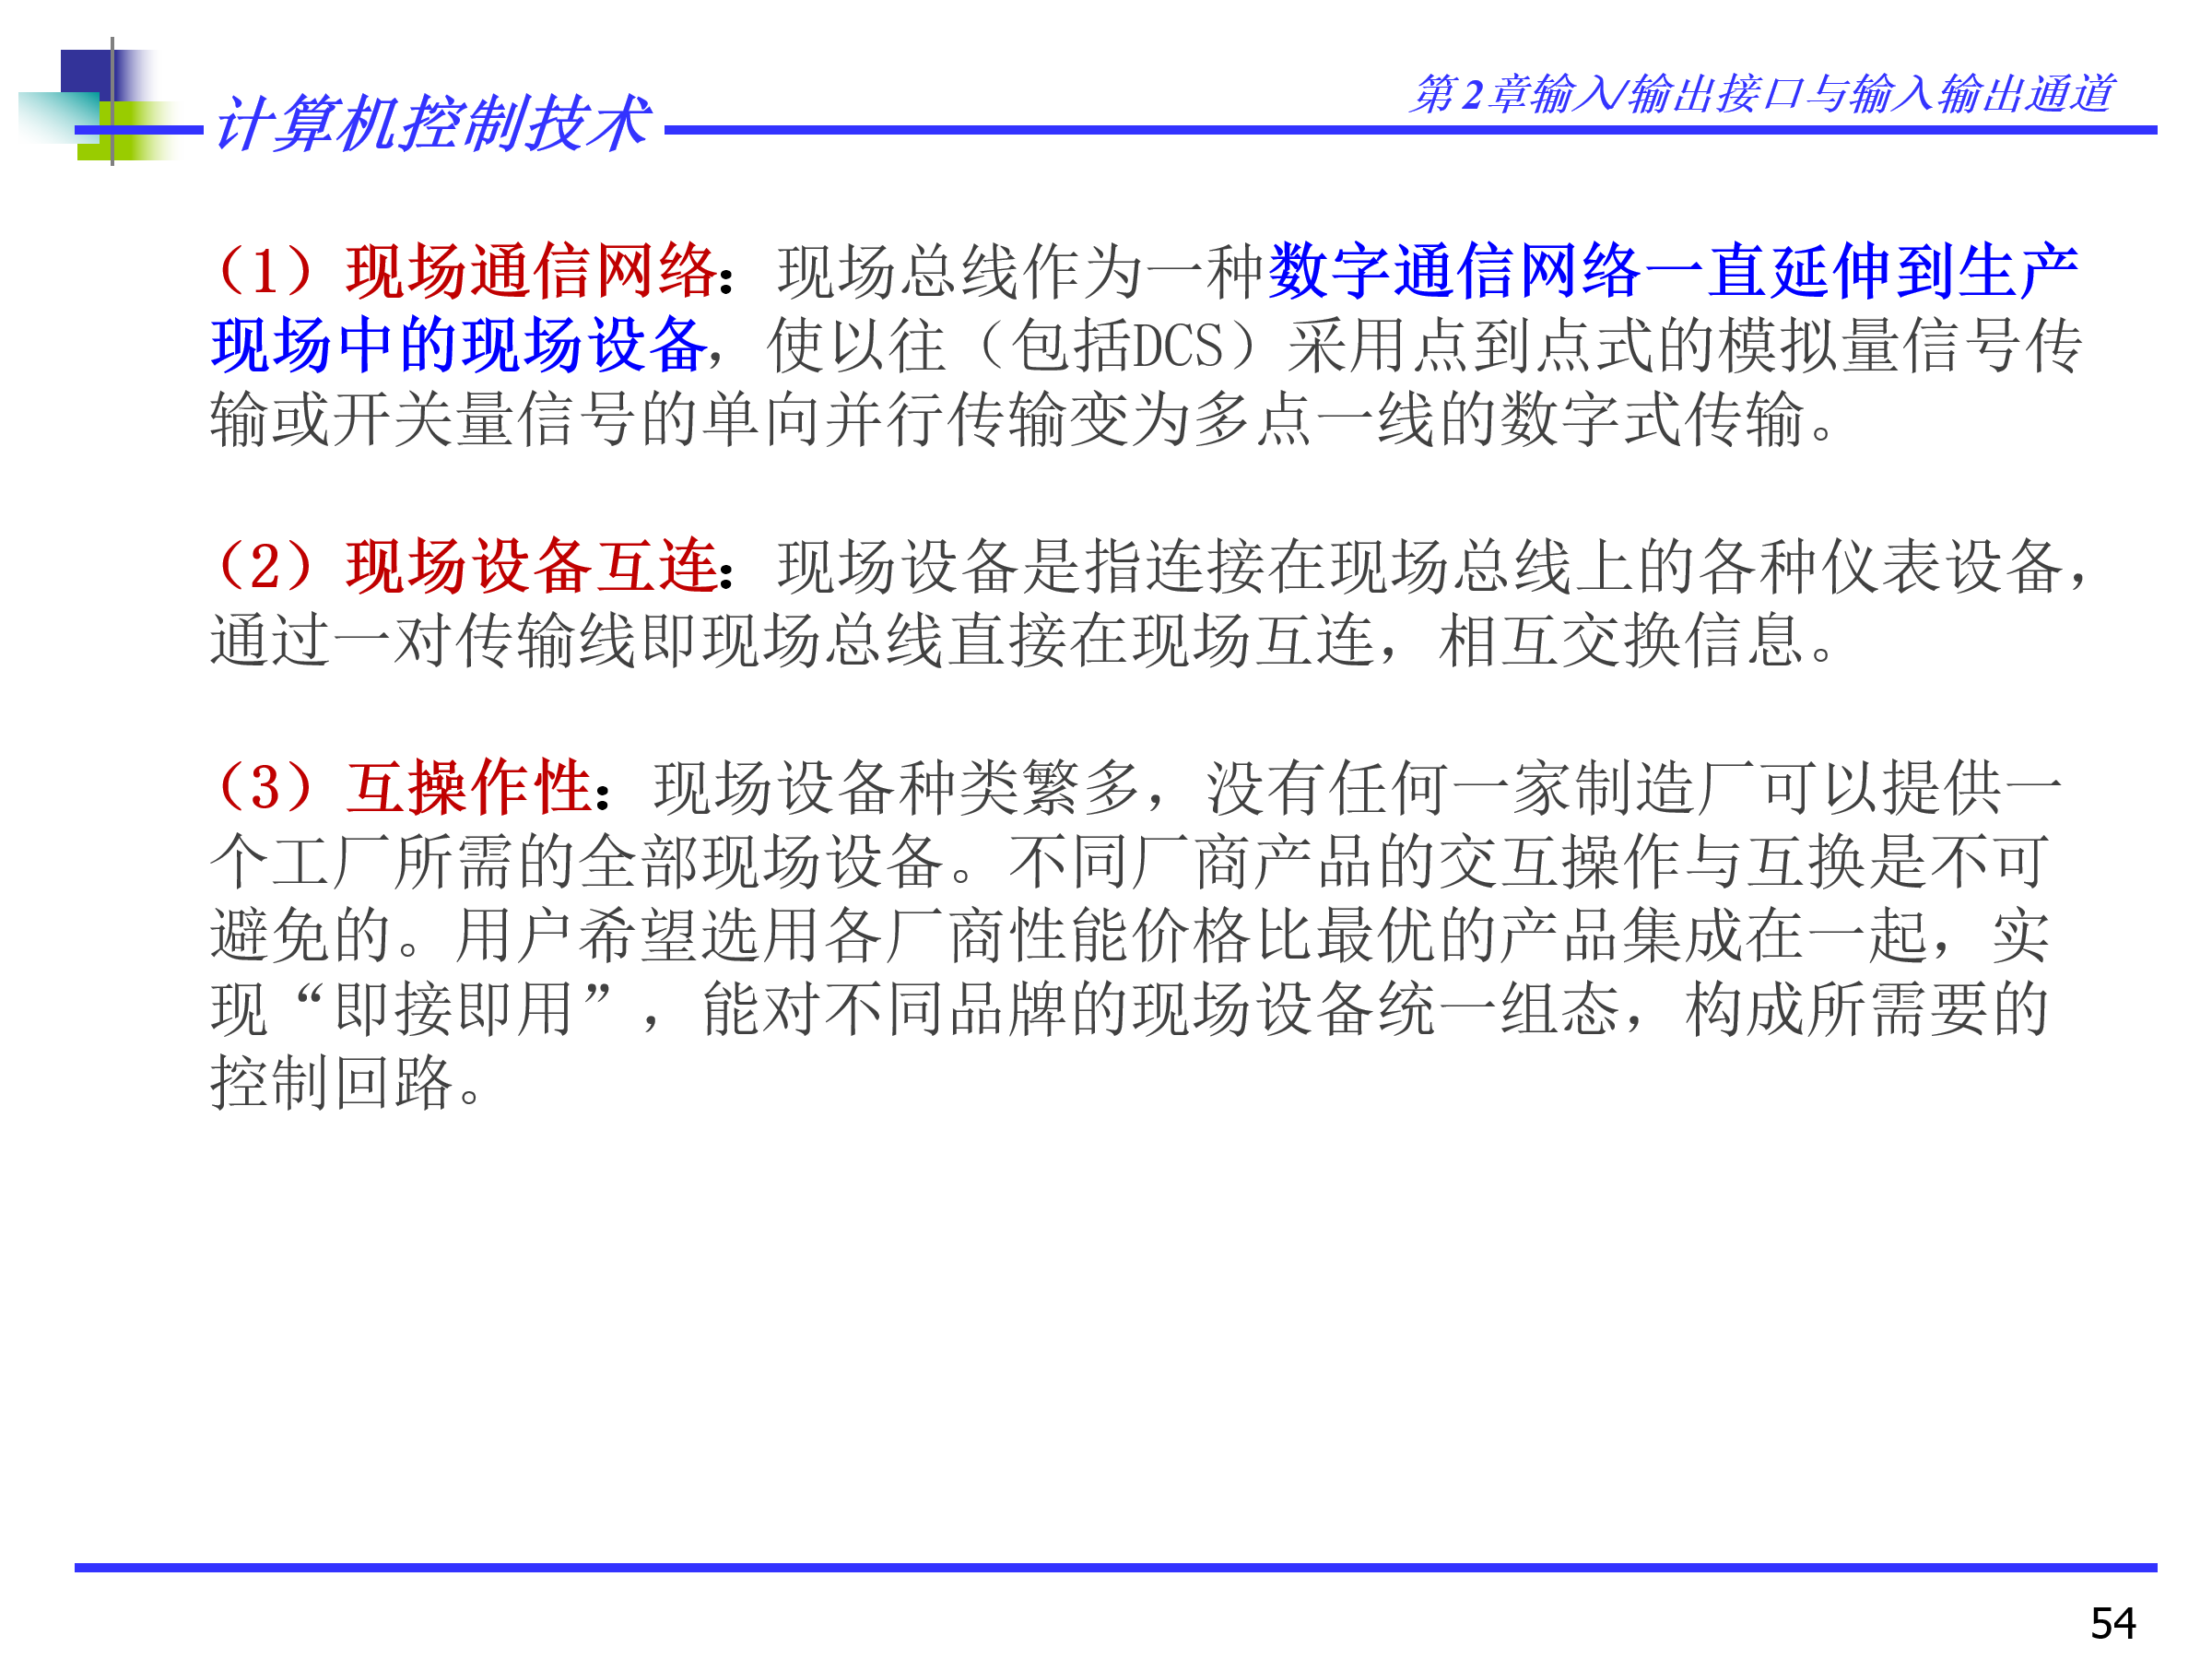 计算机控制技术
第2章输入/输出接口与输入输出通道
（1）现场通信网络：现场总线作为一种数字通信网络一直延伸到生产
现场中的现场设备，使以往（包括DCS）采用点到点式的模拟量信号传
输或开关量信号的单向并行传输变为多点一线的数字式传输。
（2）现场设备互连：现场设备是指连接在现场总线上的各种仪表设备，
通过一对传输线即现场总线直接在现场互连，相互交换信息。
（3）互操作性：现场设备种类繁多，没有任何一家制造厂可以提供一
个工厂所需的全部现场设备。不同厂商产品的交互操作与互换是不可
避免的。用户希望选用各厂商性能价格比最优的产品集成在一起，实
现“即接即用”，能对不同品牌的现场设备统一组态，构成所需要的
控制回路。
54